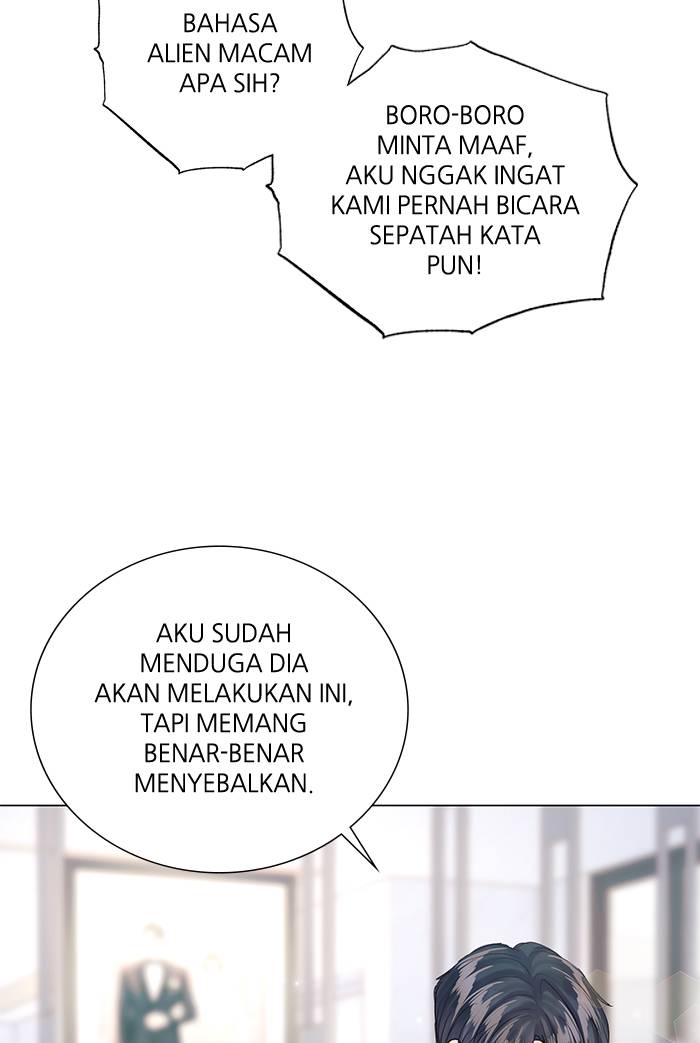 BAHASA
ALIEN MACAM
APA SIH?
BORO-BORO
MINTA MAAF,
AKU NGGAK INGAT
KAMI PERNAH BICARA
SEPATAH KATA
PUN!
AKU SUDAH
MENDUGA DIA
AKAN MELAKUKAN INI,
TAPI MEMANG
BENAR-BENAR
MENYEBALKAN.